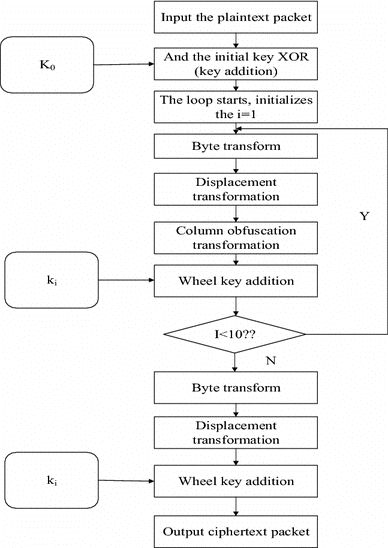 Input the plaintext packet
K0
And the initial key XOR
(key addition)
The loop starts, initializes
the i=1
Byte transform
Displacement
transformation
Y
Column obfuscation
transformation
ki
Wheel key addition
I<10??
N
Byte transform
Displacement
transformation
ki
Wheel key addition
Output ciphertext packet